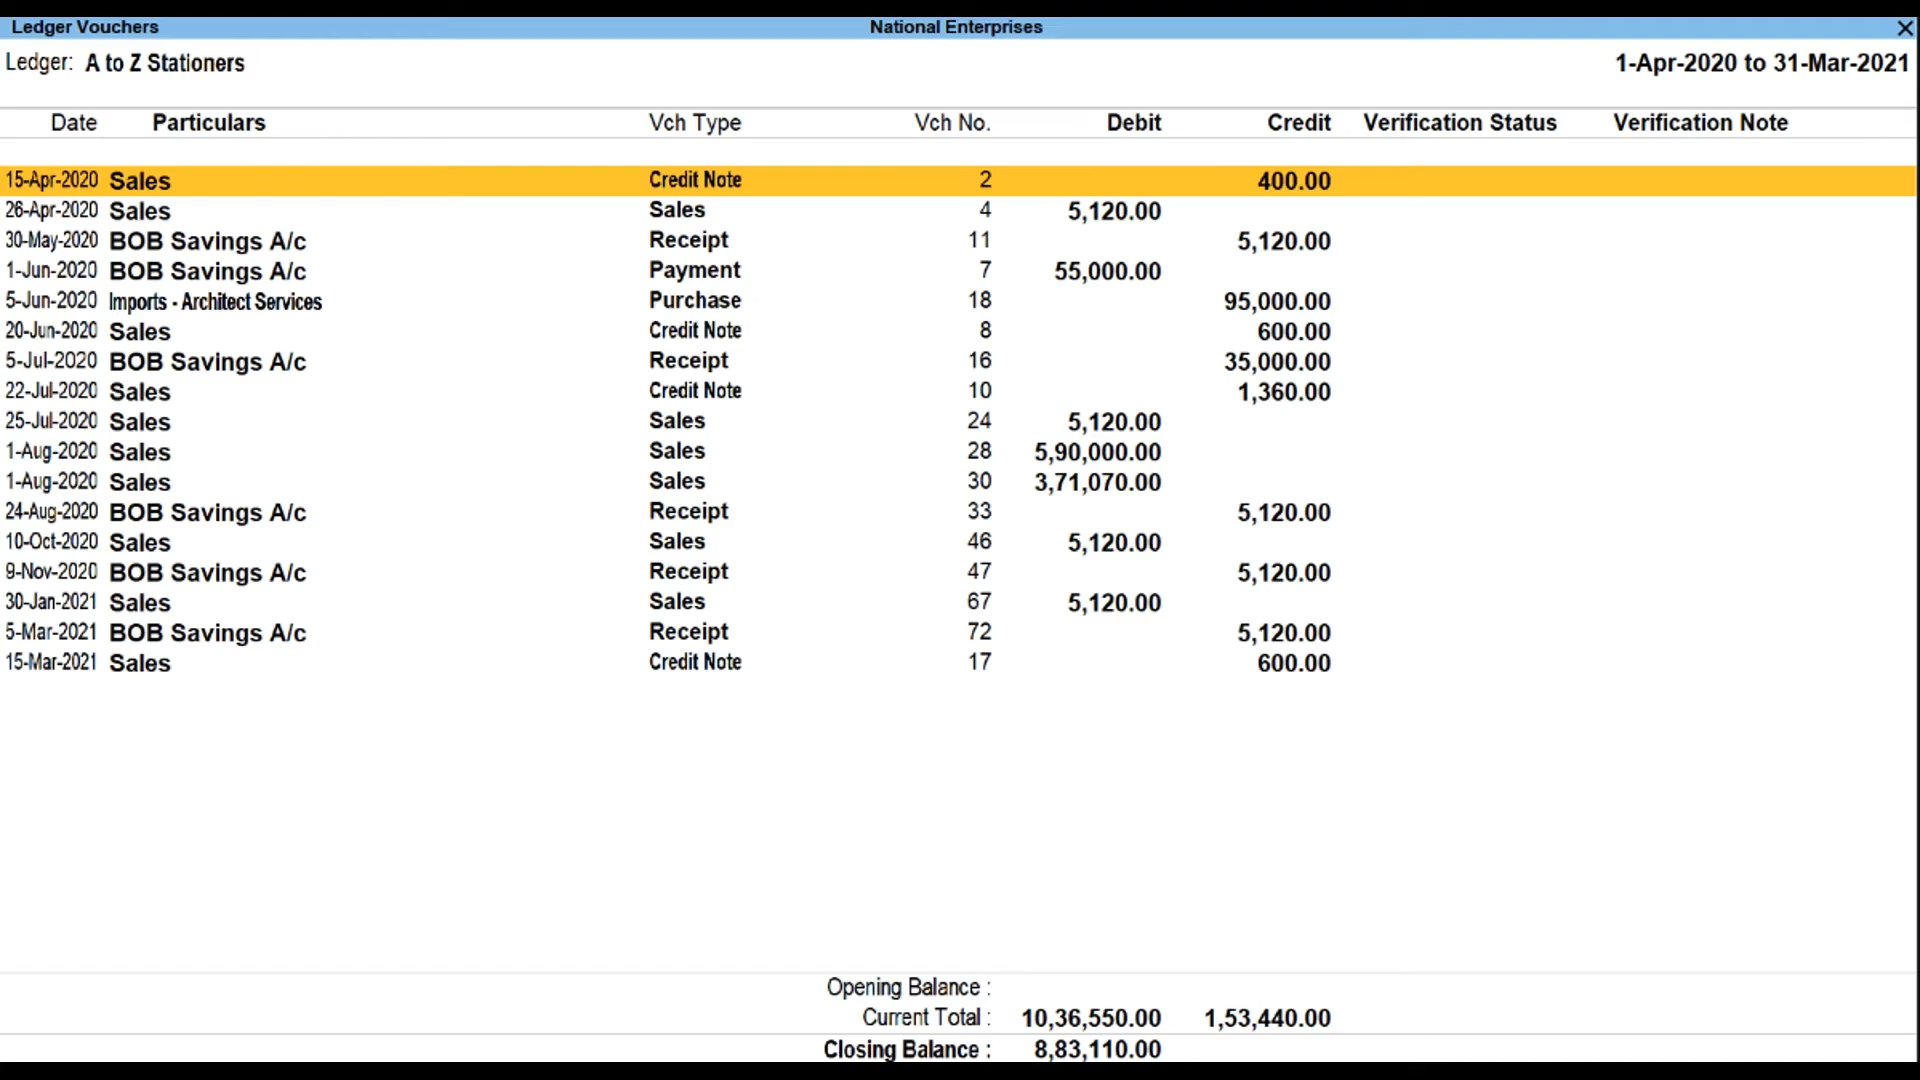 Ledger Vouchers National Enterprises
Ledger: A to Z Stationers 1-Apr-2020 to 31-Mar-2021
Date Particulars Vch Type Vch No. Debit Credit Verification Status Verification Note
15-Apr-2020 Sales Credit Note 2 400.00
26-Apr-2020 Sales Sales 4 5,120.00
30-May-2020 BOB Savings A/c Receipt 11 5,120.00
1-Jun-2020 BOB Savings A/c Payment 7 55,000.00
5-Jun-2020 Imports - Architect Services Purchase 18 95,000.00
20-Jun-2020 Sales Credit Note 8 600.00
5-Jul-2020 BOB Savings A/c Receipt 16 35,000.00
22-Jul-2020 Sales Credit Note 10 1,360.00
25-Jul-2020 Sales Sales 24 5,120.00
1-Aug-2020 Sales Sales 28 5,90,000.00
1-Aug-2020 Sales Sales 30 3,71,070.00
24-Aug-2020 BOB Savings A/c Receipt 33 5,120.00
10-Oct-2020 Sales Sales 46 5,120.00
9-Nov-2020 BOB Savings A/c Receipt 47 5,120.00
30-Jan-2021 Sales Sales 67 5,120.00
5-Mar-2021 BOB Savings A/c Receipt 72 5,120.00
15-Mar-2021 Sales Credit Note 17 600.00
Opening Balance :
Current Total : 10,36,550.00 1,53,440.00
Closing Balance : 8,83,110.00